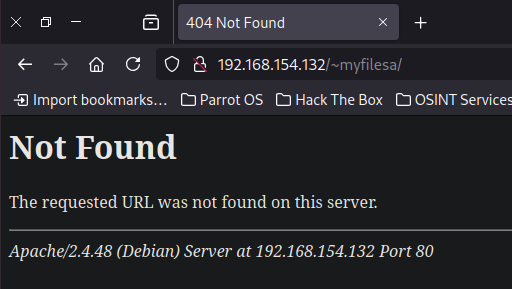 404 Not Found
192.168.154.132/~myfilesa/
Import bookmarks... Parrot OS Hack The Box OSINT Services
Not Found
The requested URL was not found on this server.
Apache/2.4.48 (Debian) Server at 192.168.154.132 Port 80